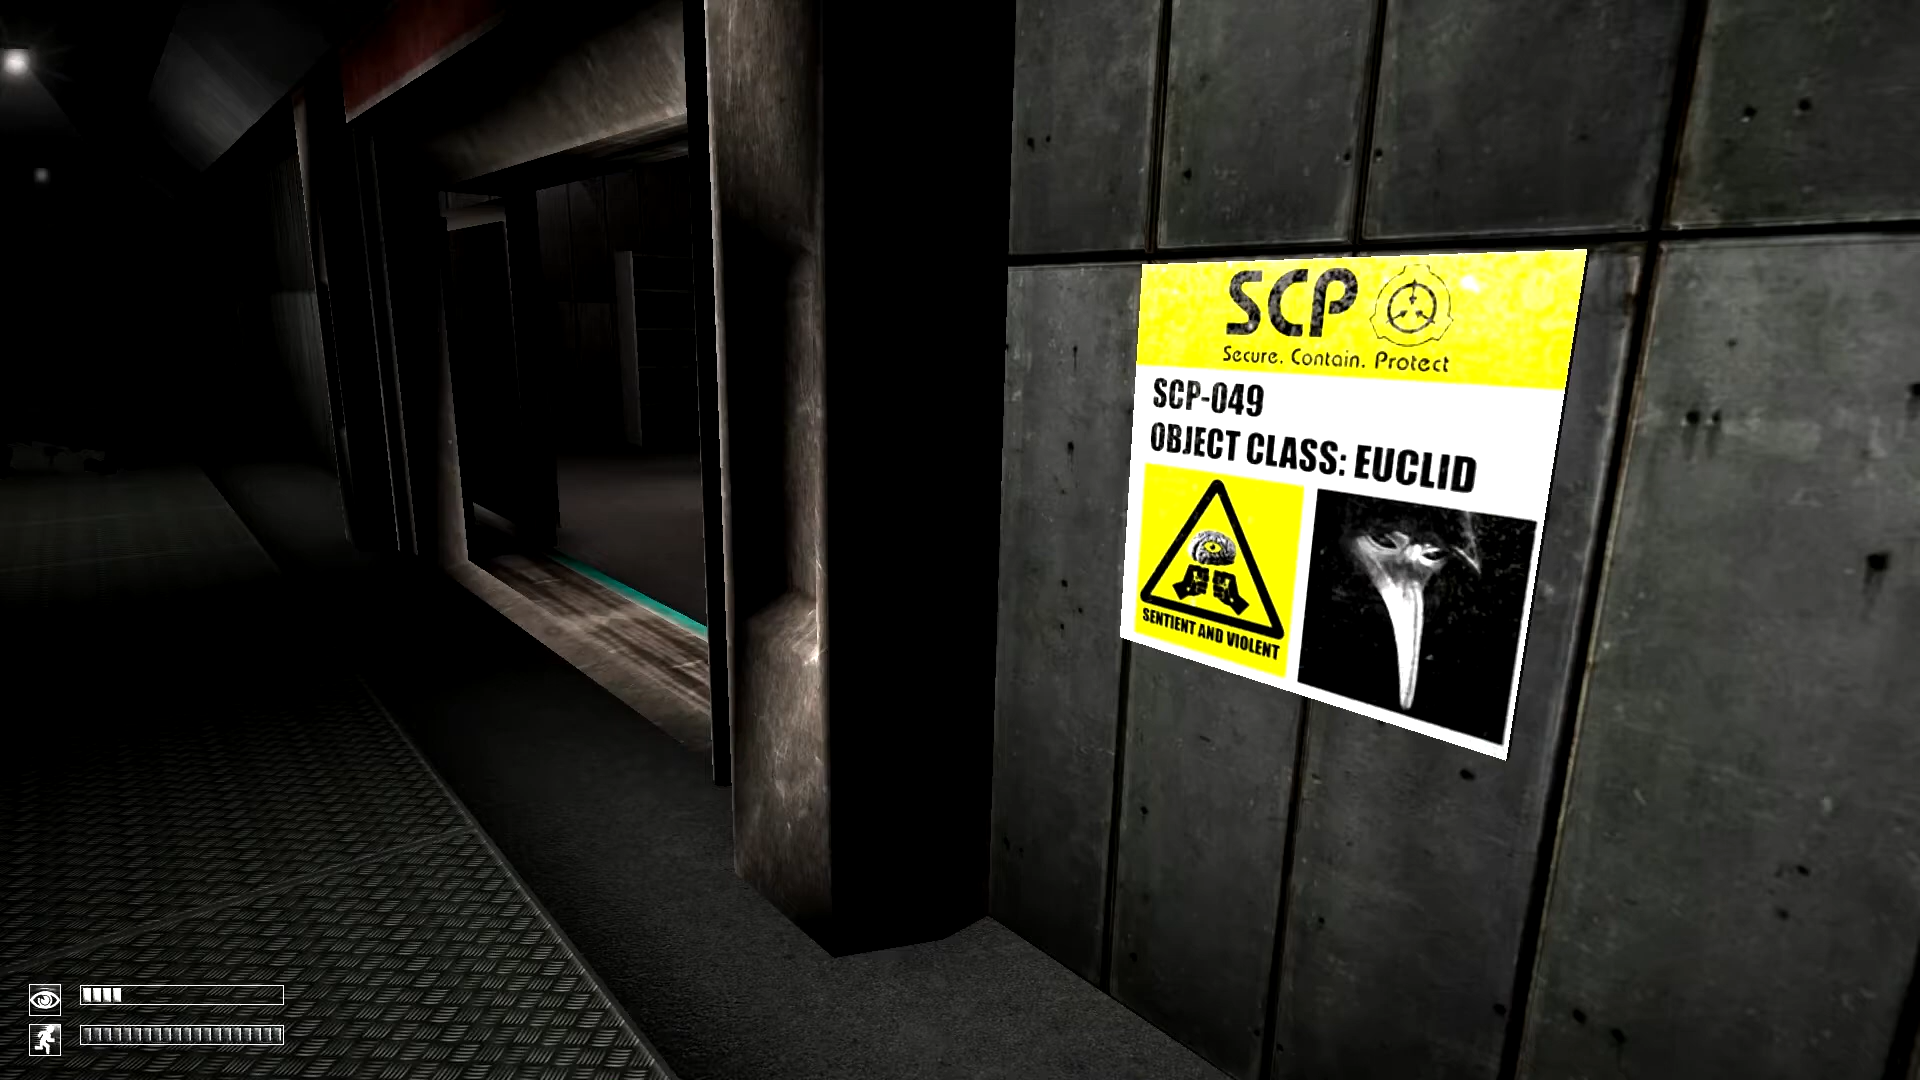 SCP
Secure. Contain. Protect
SCP-049
OBJECT CLASS: EUCLID
SENTIENT AND VIOLENT